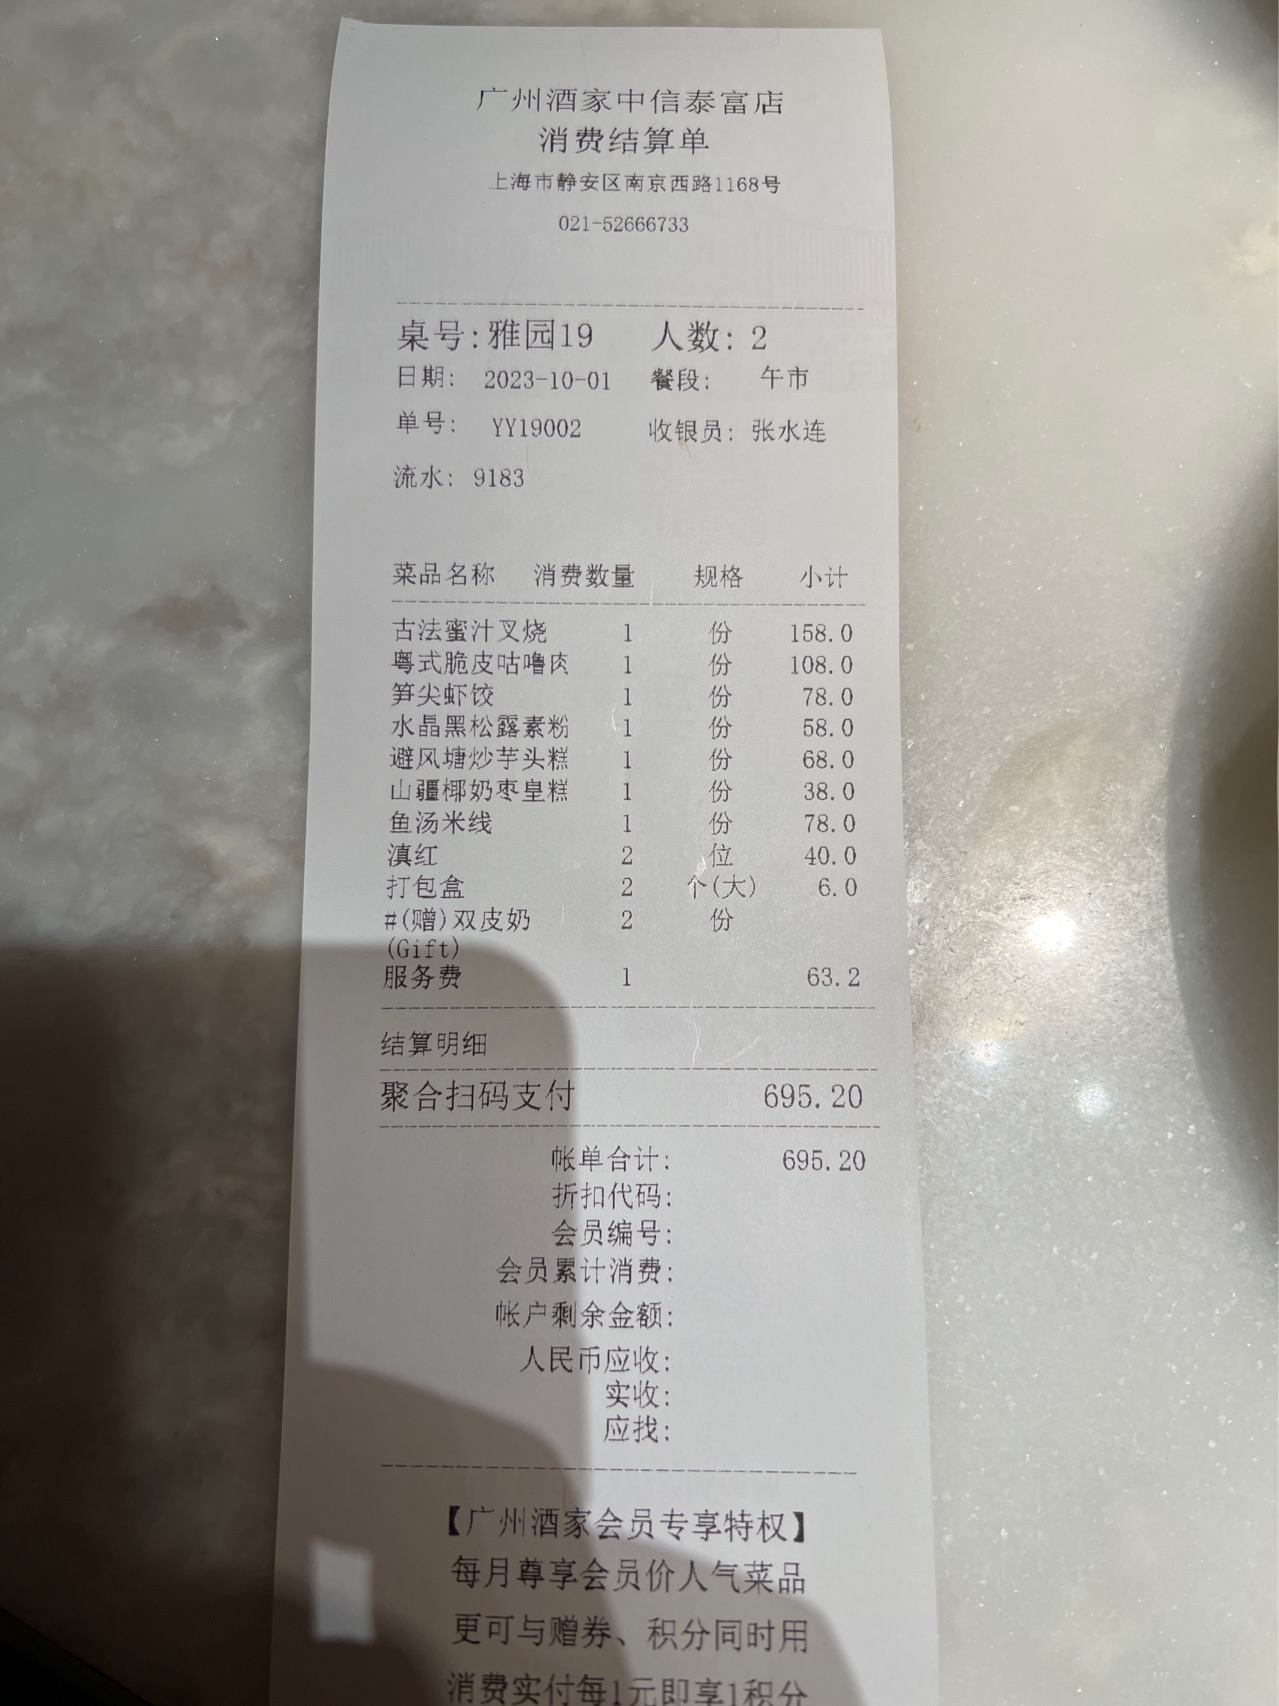 广州酒家中信泰富店
消费结算单
上海市静安区南京西路1168号
021-52666733
桌号:雅园19 人数: 2
日期: 2023-10-01 餐段: 午市
单号: YY19002 收银员: 张水连
流水: 9183
菜品名称 消费数量 规格 小计
古法蜜汁叉烧 1 份 158.0
粤式脆皮咕噜肉 1 份 108.0
笋尖虾饺 1 份 78.0
水晶黑松露素粉 1 份 58.0
避风塘炒芋头糕 1 份 68.0
山疆椰奶枣皇糕 1 份 38.0
鱼汤米线 1 份 78.0
滇红 2 位 40.0
打包盒 2 个(大) 6.0
#(赠)双皮奶 2 份
(Gift)
服务费 1 63.2
结算明细
聚合扫码支付 695.20
帐单合计: 695.20
折扣代码:
会员编号:
会员累计消费:
帐户剩余金额:
人民币应收:
实收:
应找:
【广州酒家会员专享特权】
每月尊享会员价人气菜品
更可与赠券、积分同时用
消费实付每1元即享1积分